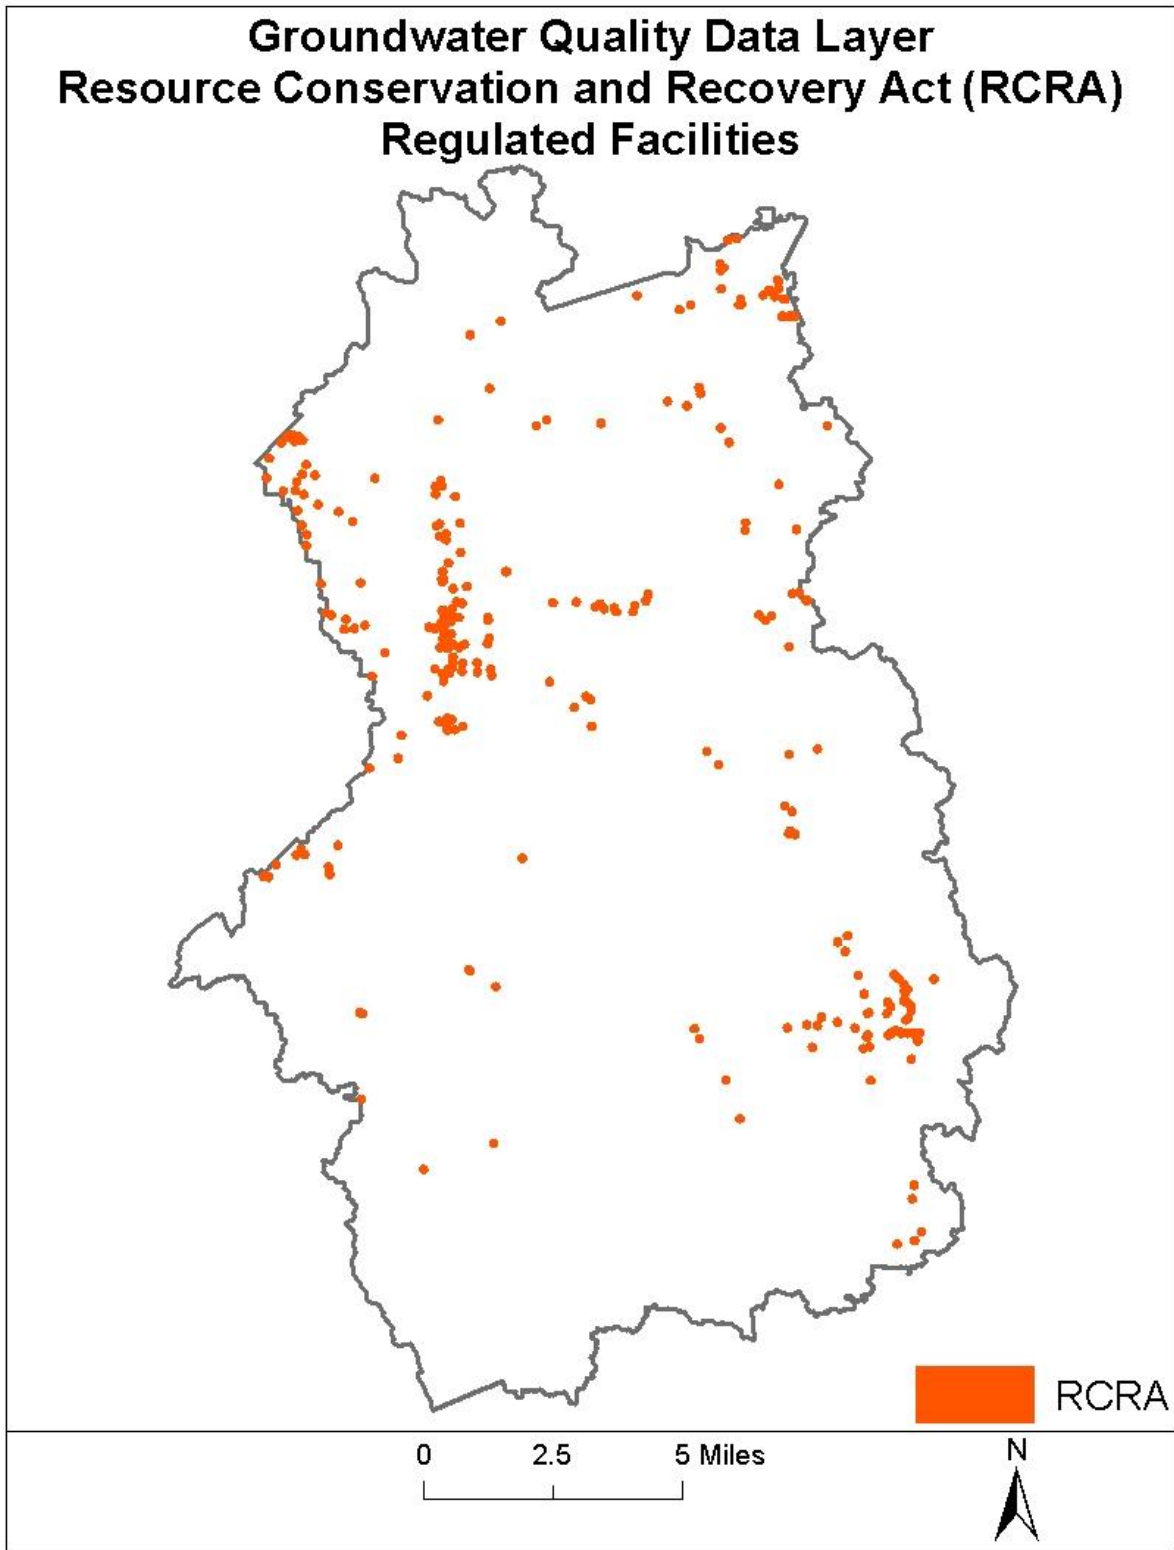 Groundwater Quality Data Layer
Resource Conservation and Recovery Act (RCRA)
Regulated Facilities
RCRA
0 2.5 5 Miles
N